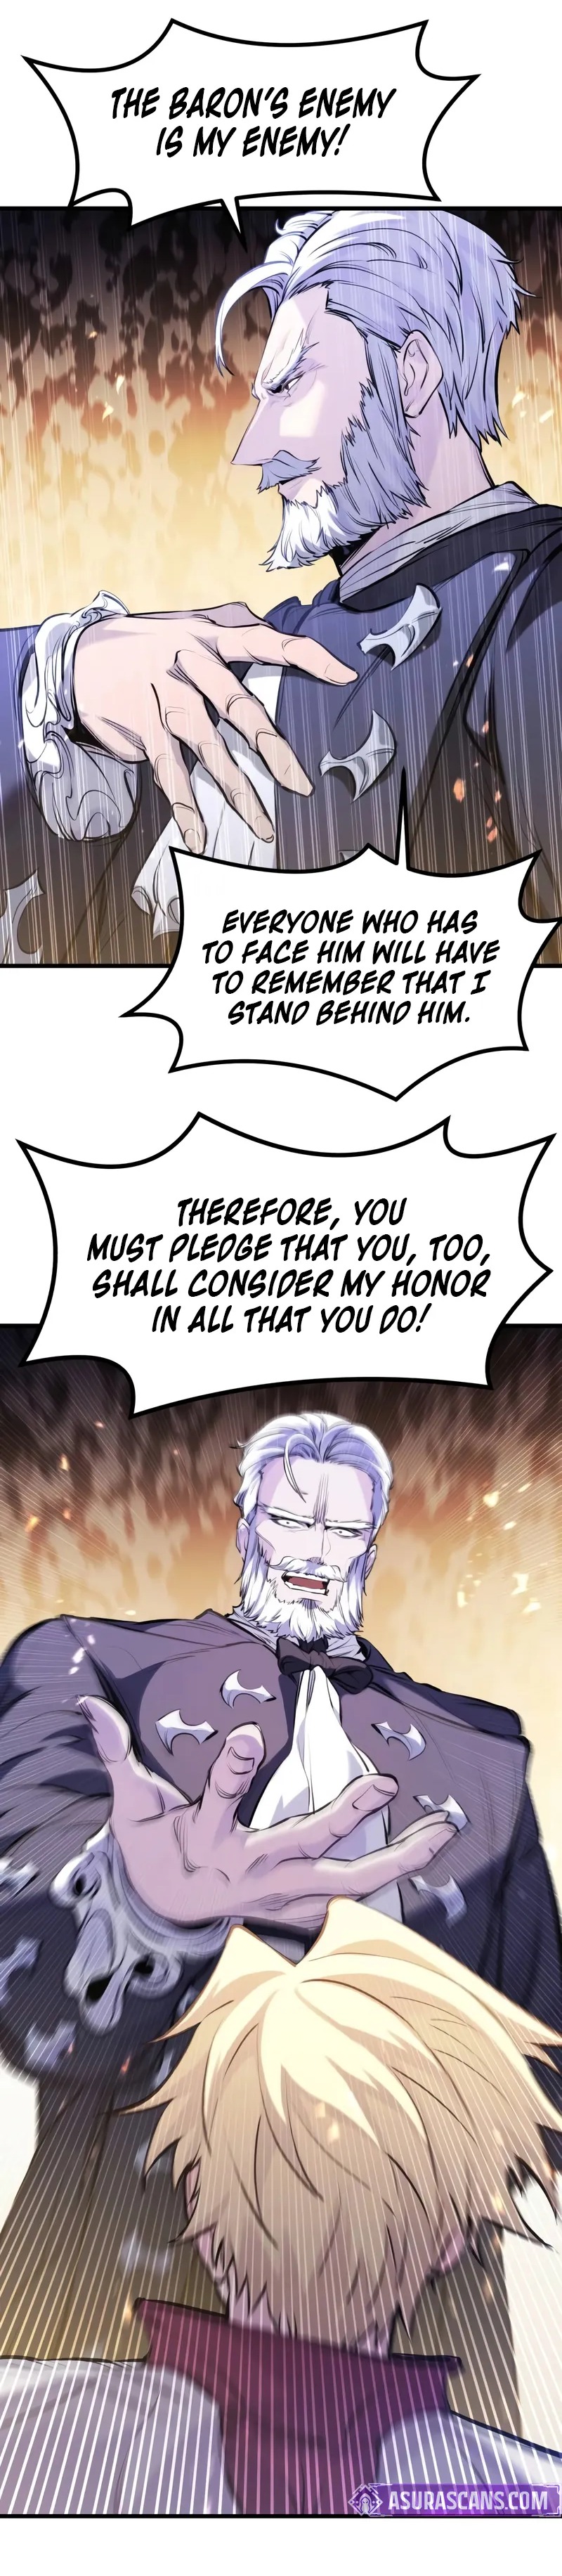 THE BARON'S ENEMY
IS MY ENEMY!
EVERYONE WHO HAS
TO FACE HIM WILL HAVE
TO REMEMBER THAT I
STAND BEHIND HIM.
THEREFORE, YOU
MUST PLEDGE THAT YOU, TOO,
SHALL CONSIDER MY HONOR
IN ALL THAT YOU DO!
ASURASCANS.COM